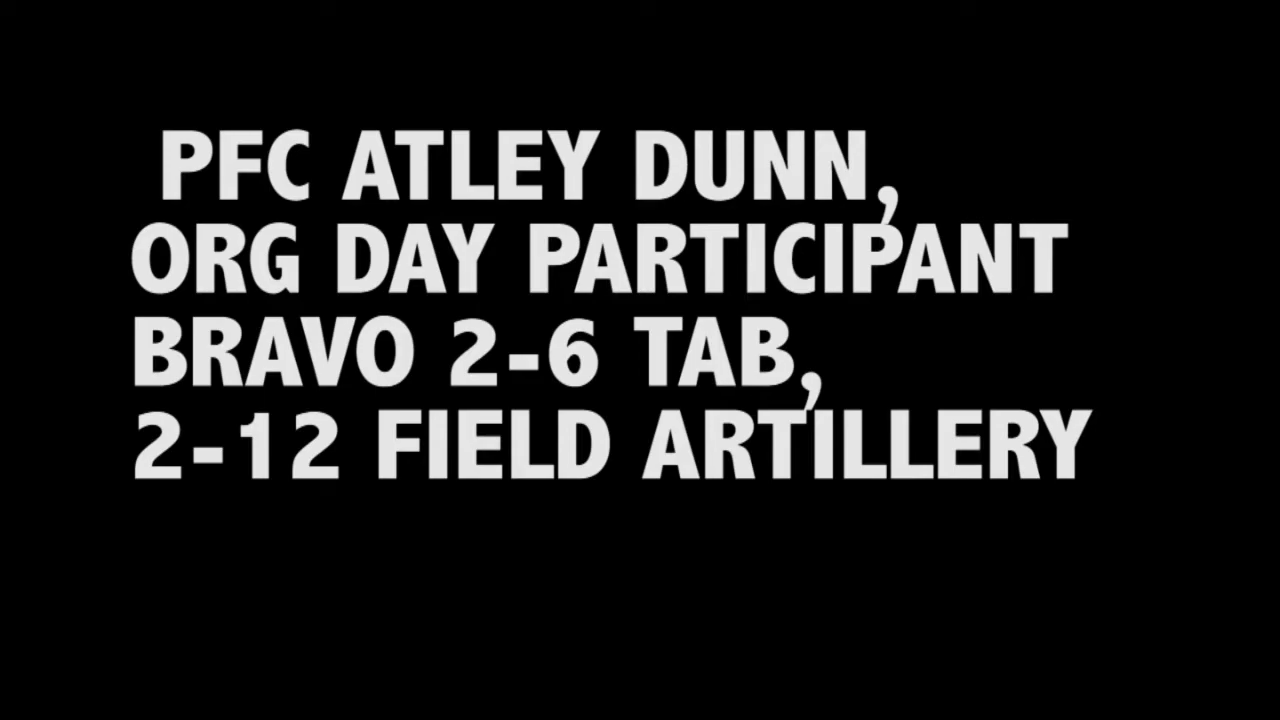 PFC ATLEY DUNN,
ORG DAY PARTICIPANT
BRAVO 2-6 TAB,
2-12 FIELD ARTILLERY